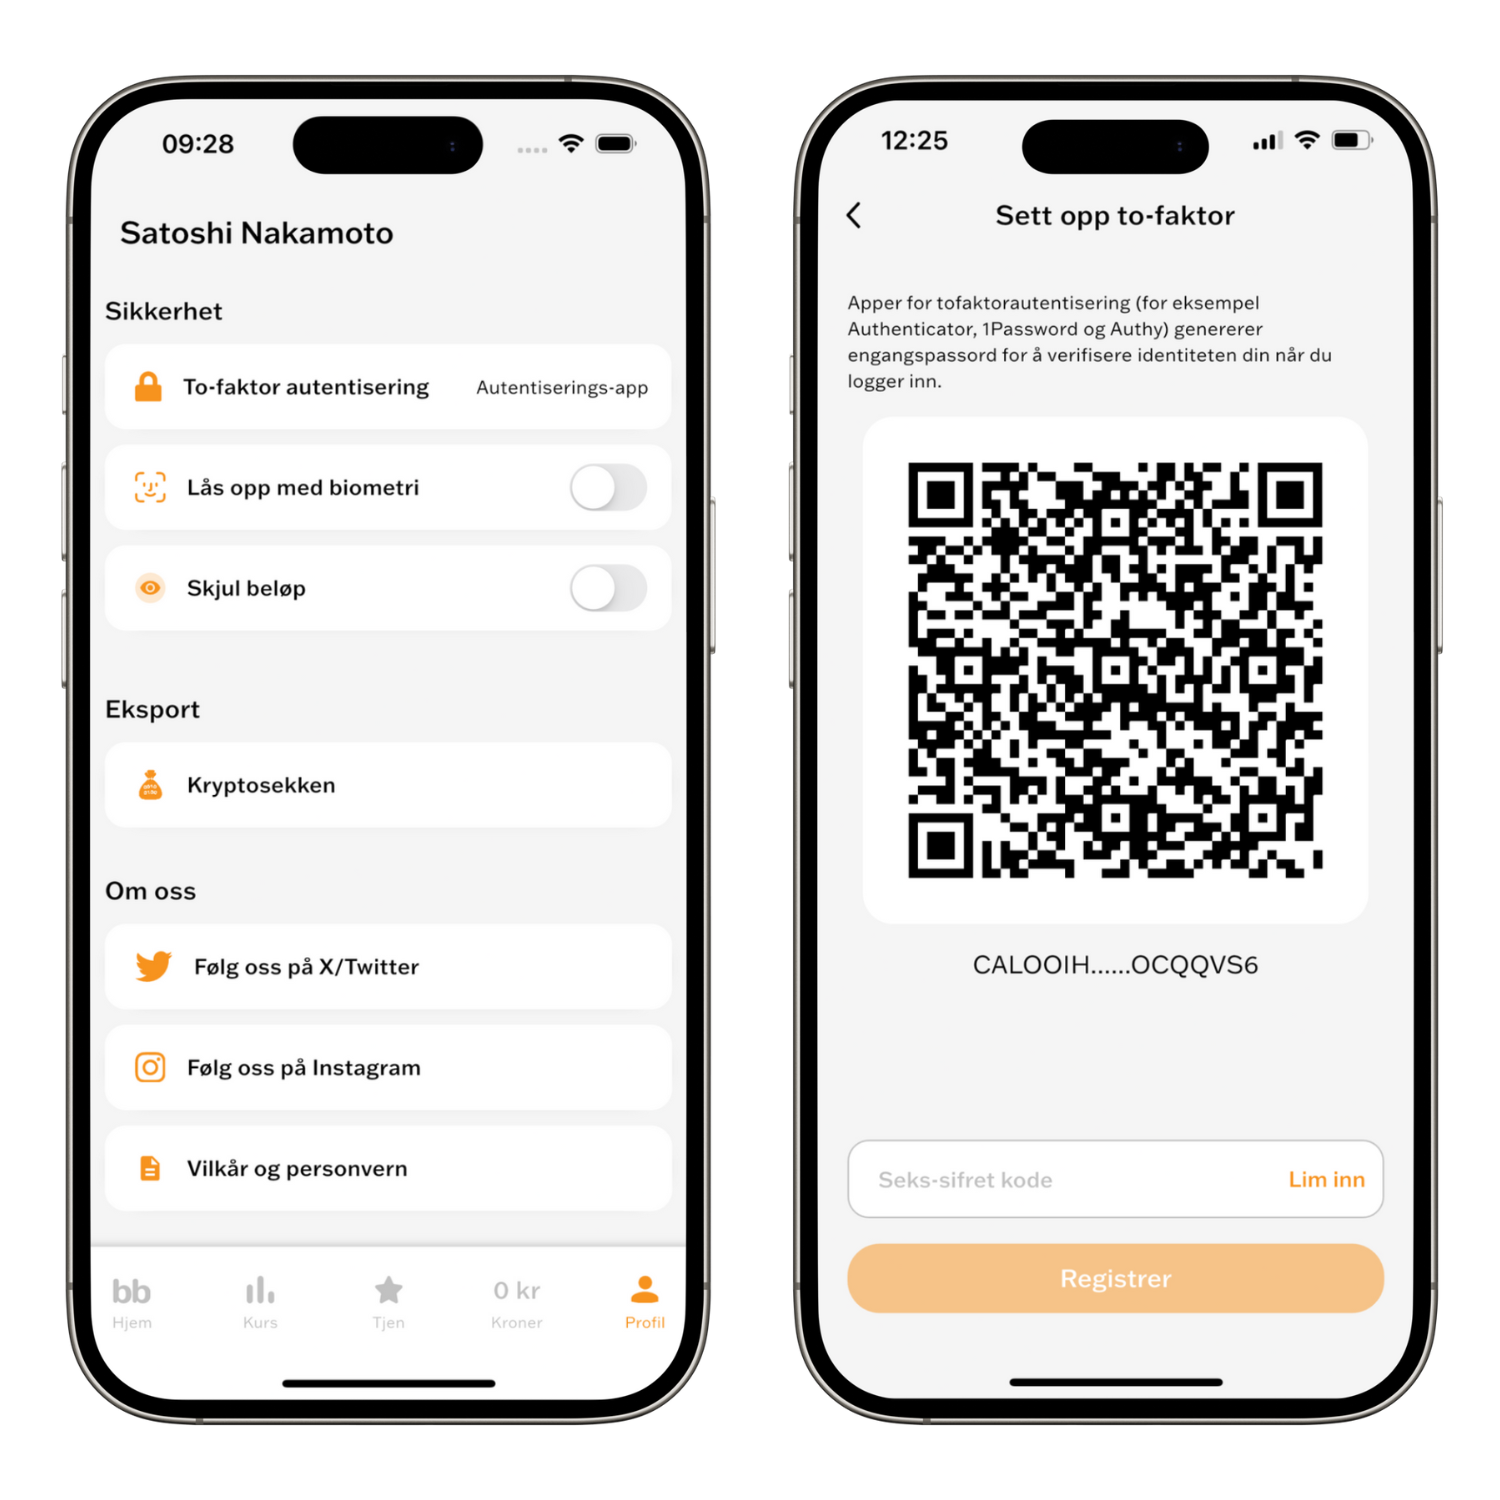 09:28
Satoshi Nakamoto
Sikkerhet
To-faktor autentisering Autentiserings-app
Lås opp med biometri
Skjul beløp
Eksport
Kryptosekken
Om oss
Følg oss på X/Twitter
Følg oss på Instagram
Vilkår og personvern
bb
Hjem
Kurs
Tjen
0 kr
Kroner
Profil
12:25
Sett opp to-faktor
Apper for tofaktorautentisering (for eksempel
Authenticator, 1Password og Authy) genererer
engangspassord for å verifisere identiteten din når du
logger inn.
CALOOIH......OCQQVS6
Seks-sifret kode Lim inn
Registrer